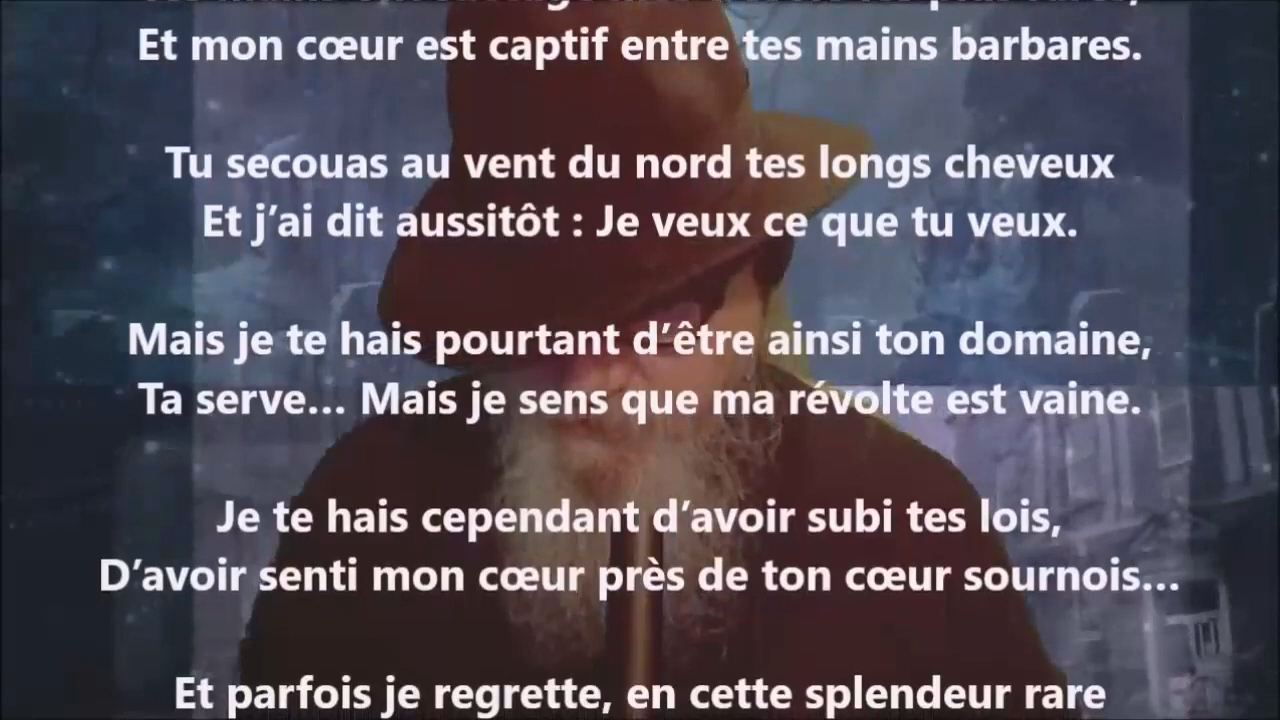 Et mon cœur est captif entre tes mains barbares.
Tu secouas au vent du nord tes longs cheveux
Et j’ai dit aussitôt : Je veux ce que tu veux.
Mais je te hais pourtant d’être ainsi ton domaine,
Ta serve... Mais je sens que ma révolte est vaine.
Je te hais cependant d’avoir subi tes lois,
D’avoir senti mon cœur près de ton cœur sournois...
Et parfois je regrette, en cette splendeur rare